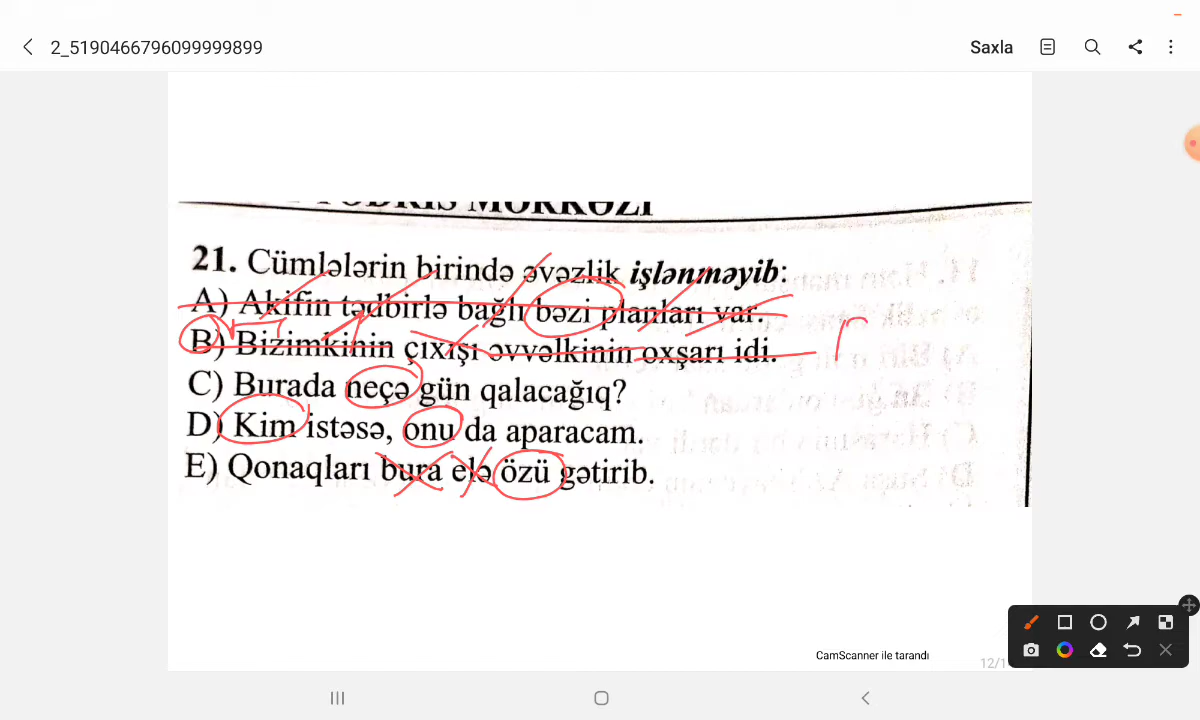 2_5190466796099999899
Saxla
21. Cümlələrin birində əvəzlik işlənməyib:
A) Akifin tədbirlə bağlı bəzi planları var.
B) Bizimkinin çıxışı əvvəlkinin oxşarı idi.
C) Burada neçə gün qalacağıq?
D) Kim istəsə, onu da aparacam.
E) Qonaqları bura elə özü gətirib.
CamScanner ile tarandı